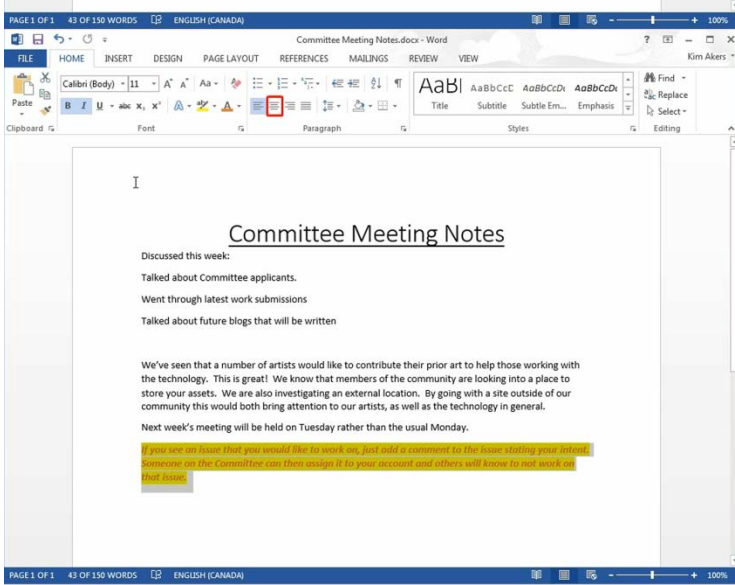 PAGE 1 OF 1 43 OF 150 WORDS ENGLISH (CANADA) 100%
Committee Meeting Notes.docx - Word
FILE HOME INSERT DESIGN PAGE LAYOUT REFERENCES MAILINGS REVIEW VIEW Kim Akers
Calibri (Body) 11 Aa AaBl AaBbCcD AaBbCcDt AaBbCcDt Find
Paste B I U abc x, x² A A Title Subtitle Subtle Em... Emphasis Replace
Select
Clipboard Font Paragraph Styles Editing
Committee Meeting Notes
Discussed this week:
Talked about Committee applicants.
Went through latest work submissions
Talked about future blogs that will be written
We've seen that a number of artists would like to contribute their prior art to help those working with
the technology. This is great! We know that members of the community are looking into a place to
store your assets. We are also investigating an external location. By going with a site outside of our
community this would both bring attention to our artists, as well as the technology in general.
Next week's meeting will be held on Tuesday rather than the usual Monday.
If you see an issue that you would like to work on, just add a comment to the issue stating your intent.
Someone on the Committee can then assign it to your account and others will know to not work on
that issue.
PAGE 1 OF 1 43 OF 150 WORDS ENGLISH (CANADA) 100%